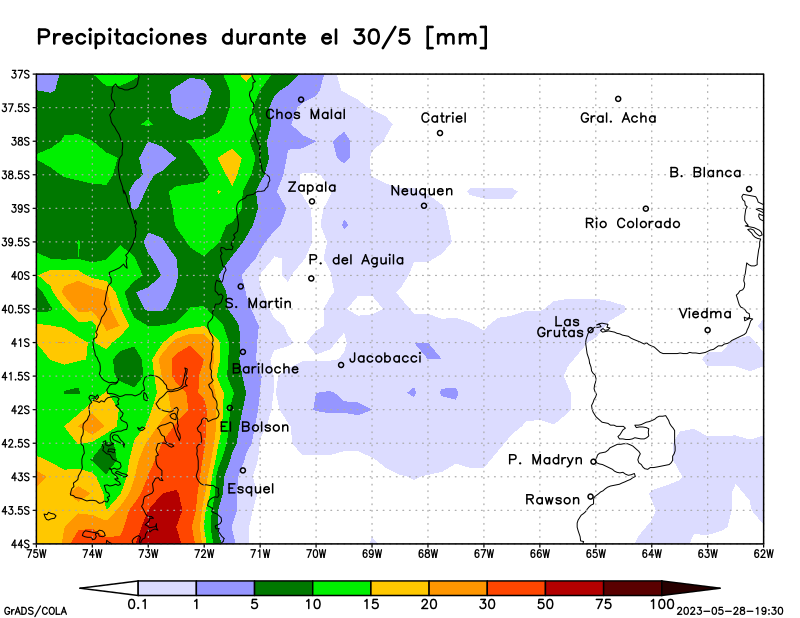 Precipitaciones durante el 30/5 [mm]
37S
37.5S
38S
38.5S
39S
39.5S
40S
40.5S
41S
41.5S
42S
42.5S
43S
43.5S
44S
Chos Malal
Catriel
Gral. Acha
B. Blanca
Zapala
Neuquen
Rio Colorado
P. del Aguila
S. Martin
Las
Grutas
Viedma
Jacobacci
Bariloche
El Bolson
P. Madryn
Esquel
Rawson
75W 74W 73W 72W 71W 70W 69W 68W 67W 66W 65W 64W 63W 62W
0.1 1 5 10 15 20 30 50 75 100
GrADS/COLA
2023-05-28-19:30